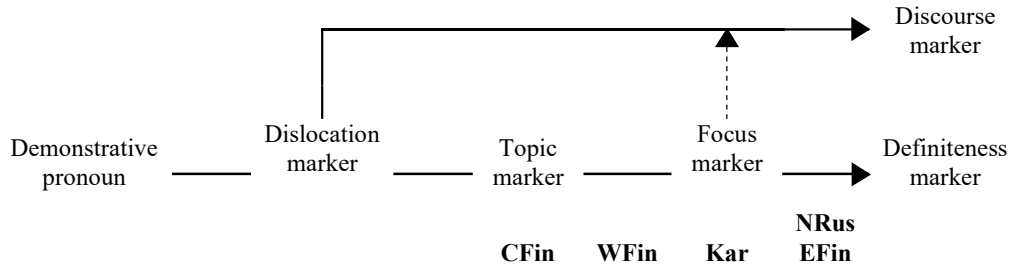 Discourse
marker
Demonstrative
pronoun
Dislocation
marker
Topic
marker
Focus
marker
Definiteness
marker
CFin
WFin
Kar
NRus
EFin